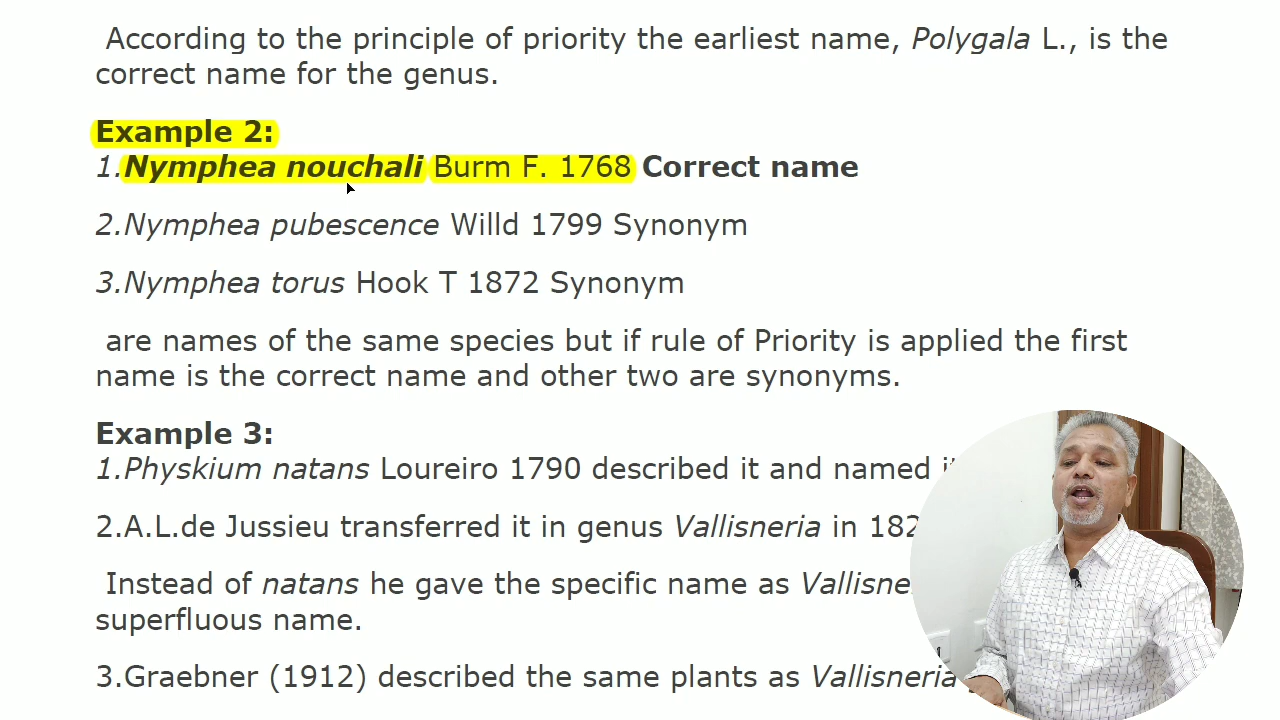 According to the principle of priority the earliest name, Polygala L., is the
correct name for the genus.
Example 2:
1.Nymphea nouchali Burm F. 1768 Correct name
2.Nymphea pubescence Willd 1799 Synonym
3.Nymphea torus Hook T 1872 Synonym
are names of the same species but if rule of Priority is applied the first
name is the correct name and other two are synonyms.
Example 3:
1.Physkium natans Loureiro 1790 described it and named
2.A.L.de Jussieu transferred it in genus Vallisneria in
Instead of natans he gave the specific name as
superfluous name.
3.Graebner (1912) described the same plants as Vallisneria